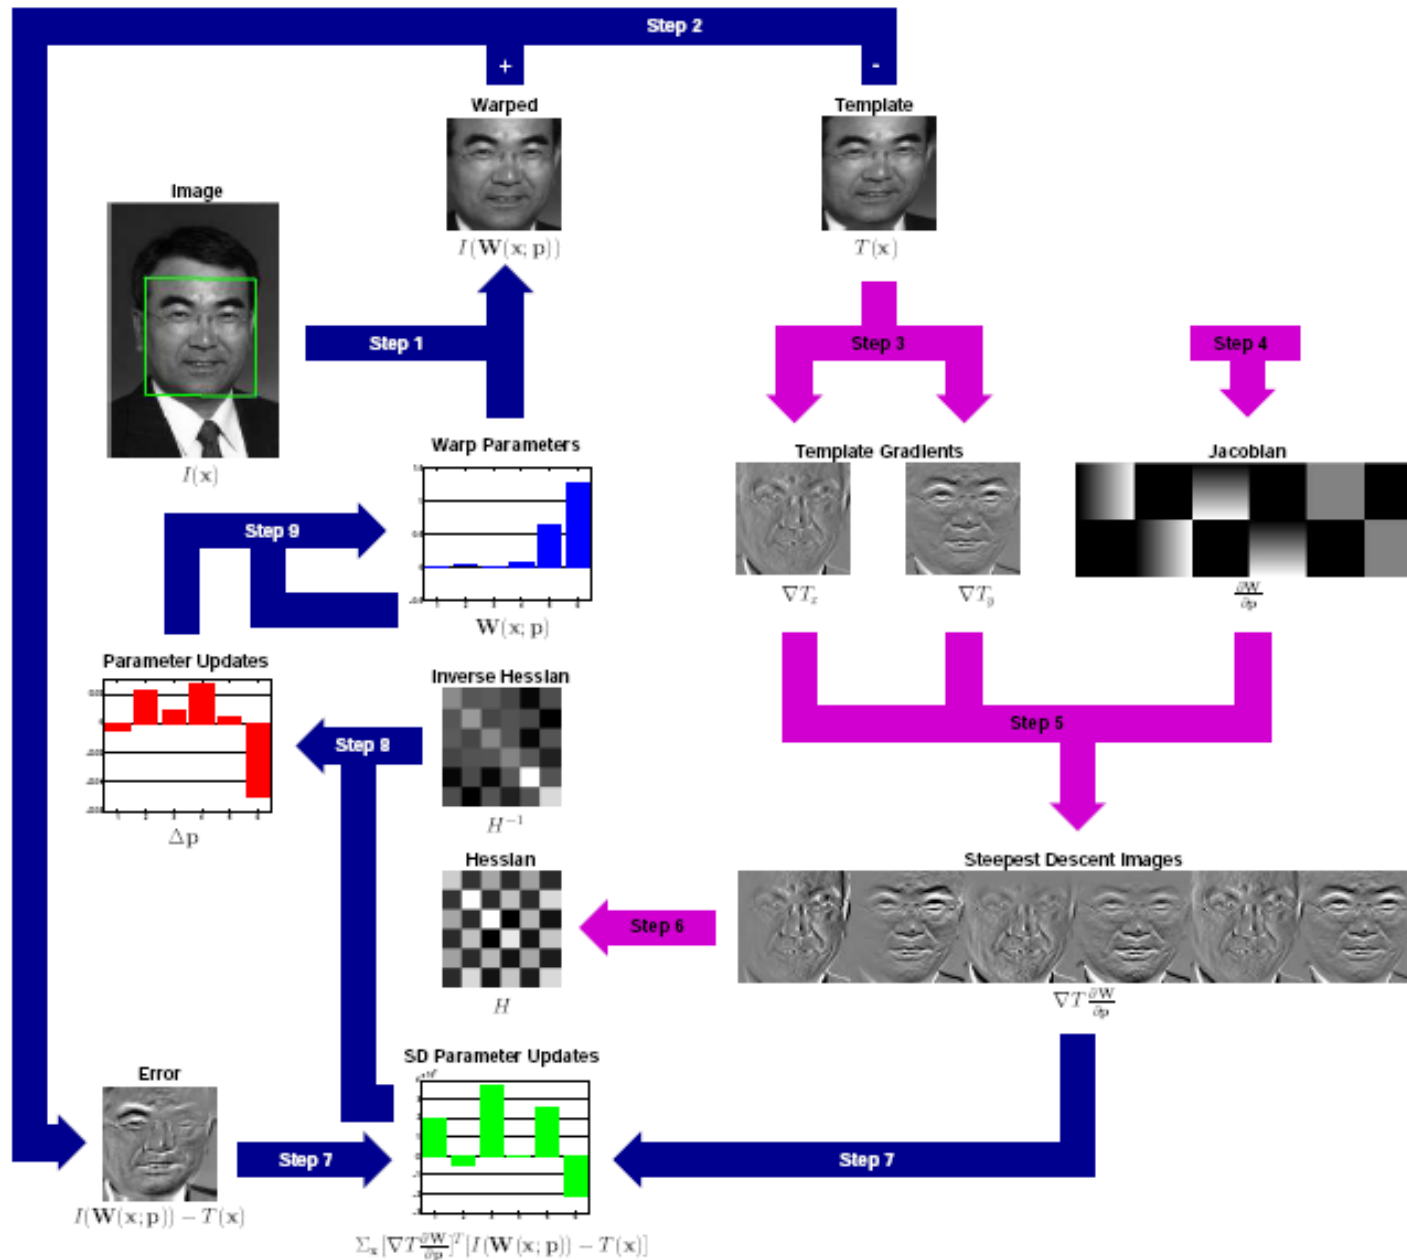 Step 2
+
-
Warped
Template
Image
I(W(x; p))
T(x)
Step 1
Step 3
Step 4
I(x)
Warp Parameters
Template Gradients
Jacobian
Step 9
∇T_x
∇T_y
∂W/∂p
W(x; p)
Parameter Updates
Inverse Hessian
Step 5
Step 8
Δp
H⁻¹
Hessian
Steepest Descent Images
Step 6
H
∇T ∂W/∂p
SD Parameter Updates
Error
Step 7
Step 7
I(W(x; p)) − T(x)
Σ_x[∇T ∂W/∂p]ᵀ[I(W(x; p)) − T(x)]